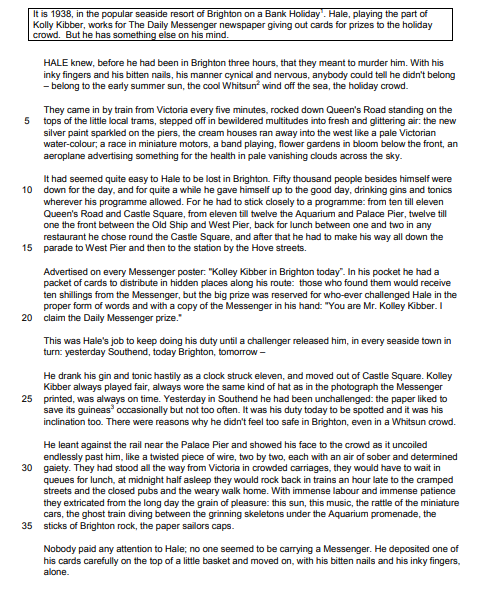 It is 1938, in the popular seaside resort of Brighton on a Bank Holiday¹. Hale, playing the part of
Kolly Kibber, works for The Daily Messenger newspaper giving out cards for prizes to the holiday
crowd. But he has something else on his mind.
HALE knew, before he had been in Brighton three hours, that they meant to murder him. With his
inky fingers and his bitten nails, his manner cynical and nervous, anybody could tell he didn't belong
– belong to the early summer sun, the cool Whitsun² wind off the sea, the holiday crowd.
They came in by train from Victoria every five minutes, rocked down Queen's Road standing on the
5 tops of the little local trams, stepped off in bewildered multitudes into fresh and glittering air: the new
silver paint sparkled on the piers, the cream houses ran away into the west like a pale Victorian
water-colour; a race in miniature motors, a band playing, flower gardens in bloom below the front, an
aeroplane advertising something for the health in pale vanishing clouds across the sky.
It had seemed quite easy to Hale to be lost in Brighton. Fifty thousand people besides himself were
10 down for the day, and for quite a while he gave himself up to the good day, drinking gins and tonics
wherever his programme allowed. For he had to stick closely to a programme: from ten till eleven
Queen's Road and Castle Square, from eleven till twelve the Aquarium and Palace Pier, twelve till
one the front between the Old Ship and West Pier, back for lunch between one and two in any
restaurant he chose round the Castle Square, and after that he had to make his way all down the
15 parade to West Pier and then to the station by the Hove streets.
Advertised on every Messenger poster: "Kolley Kibber in Brighton today". In his pocket he had a
packet of cards to distribute in hidden places along his route: those who found them would receive
ten shillings from the Messenger, but the big prize was reserved for who-ever challenged Hale in the
proper form of words and with a copy of the Messenger in his hand: "You are Mr. Kolley Kibber. I
20 claim the Daily Messenger prize."
This was Hale's job to keep doing his duty until a challenger released him, in every seaside town in
turn: yesterday Southend, today Brighton, tomorrow –
He drank his gin and tonic hastily as a clock struck eleven, and moved out of Castle Square. Kolley
Kibber always played fair, always wore the same kind of hat as in the photograph the Messenger
25 printed, was always on time. Yesterday in Southend he had been unchallenged: the paper liked to
save its guineas³ occasionally but not too often. It was his duty today to be spotted and it was his
inclination too. There were reasons why he didn't feel too safe in Brighton, even in a Whitsun crowd.
He leant against the rail near the Palace Pier and showed his face to the crowd as it uncoiled
endlessly past him, like a twisted piece of wire, two by two, each with an air of sober and determined
30 gaiety. They had stood all the way from Victoria in crowded carriages, they would have to wait in
queues for lunch, at midnight half asleep they would rock back in trains an hour late to the cramped
streets and the closed pubs and the weary walk home. With immense labour and immense patience
they extricated from the long day the grain of pleasure: this sun, this music, the rattle of the miniature
cars, the ghost train diving between the grinning skeletons under the Aquarium promenade, the
35 sticks of Brighton rock, the paper sailors caps.
Nobody paid any attention to Hale; no one seemed to be carrying a Messenger. He deposited one of
his cards carefully on the top of a little basket and moved on, with his bitten nails and his inky fingers,
alone.